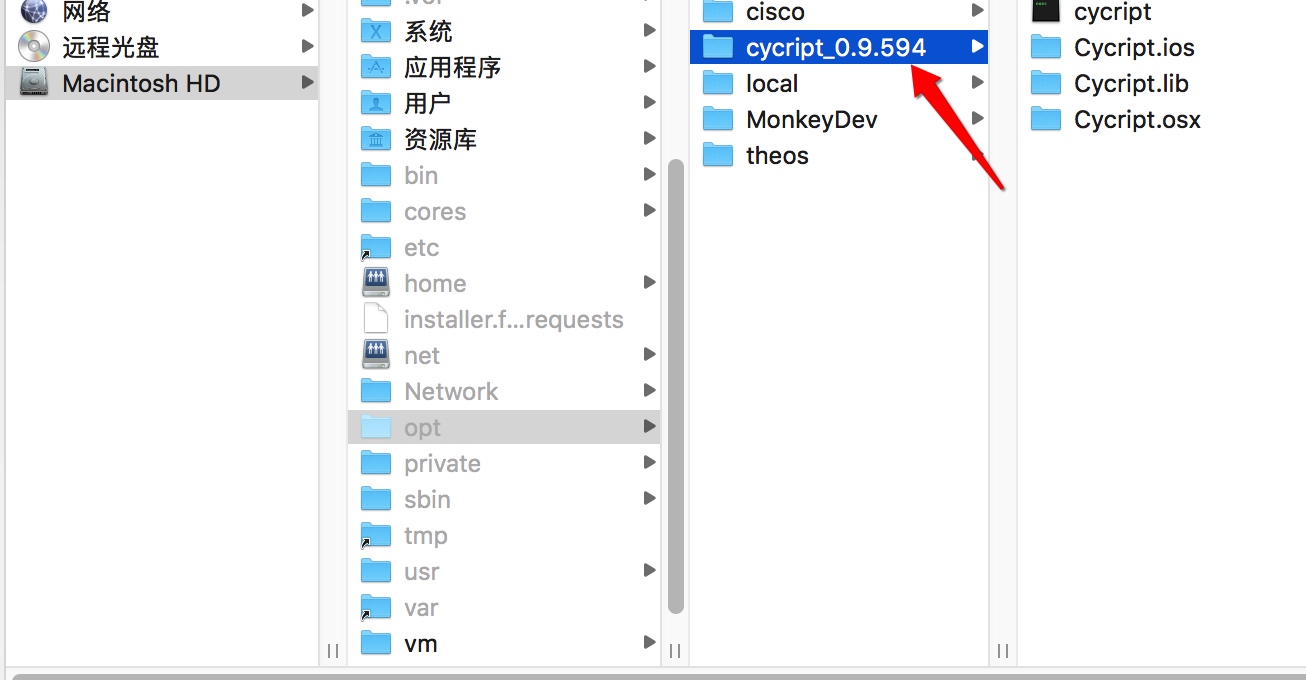 网络
远程光盘
Macintosh HD
系统
应用程序
用户
资源库
bin
cores
etc
home
installer.f...requests
net
Network
opt
private
sbin
tmp
usr
var
vm
cisco
cycript_0.9.594
local
MonkeyDev
theos
cycript
Cycript.ios
Cycript.lib
Cycript.osx